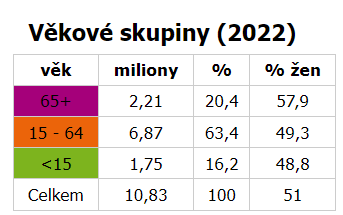 Věkové skupiny (2022)
věk miliony % % žen
65+ 2,21 20,4 57,9
15 - 64 6,87 63,4 49,3
<15 1,75 16,2 48,8
Celkem 10,83 100 51